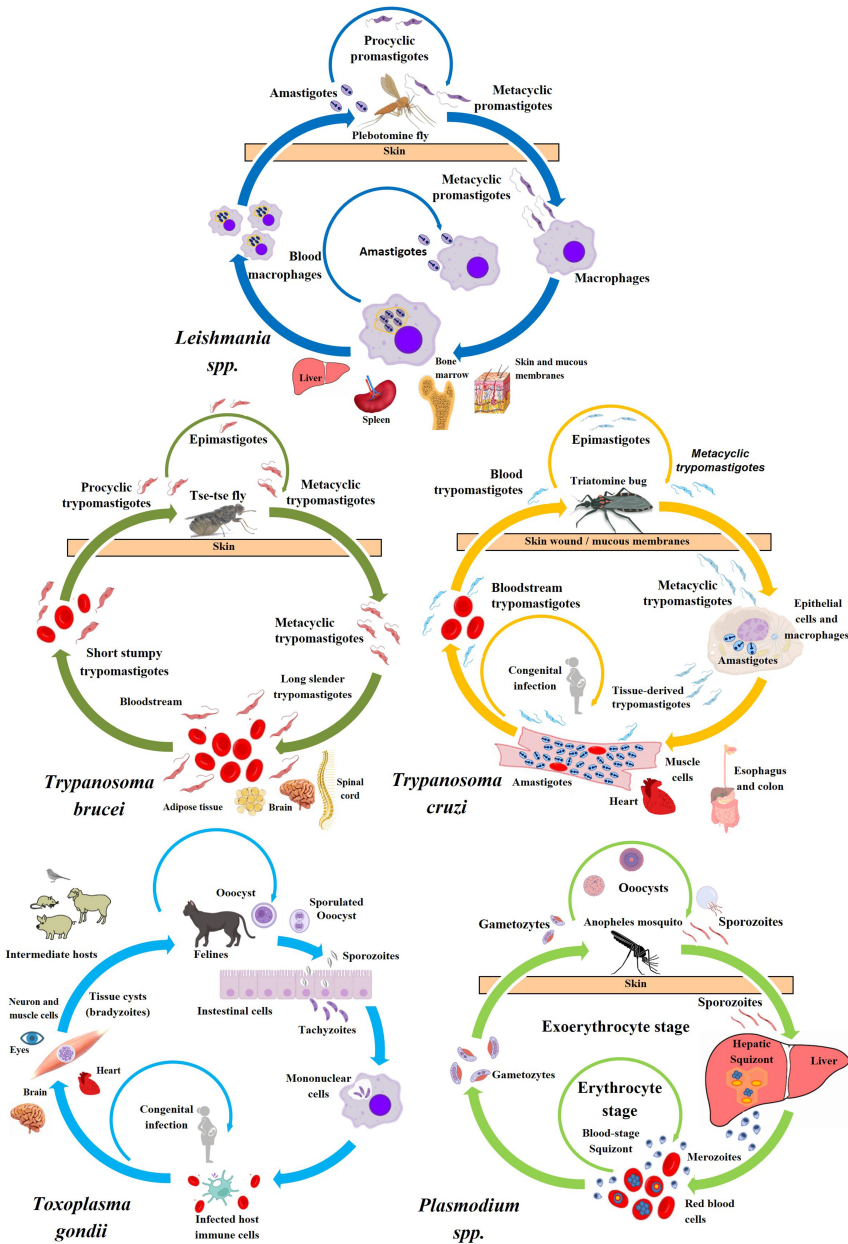 Procyclic
promastigotes
Amastigotes
Metacyclic
promastigotes
Plebotomine fly
Skin
Metacyclic
promastigotes
Amastigotes
Blood
macrophages
Macrophages
Leishmania
spp.
Liver
Spleen
Bone
marrow
Skin and mucous
membranes
Epimastigotes
Procyclic
trypomastigotes
Tse-tse fly
Metacyclic
trypomastigotes
Skin
Metacyclic
trypomastigotes
Short stumpy
trypomastigotes
Long slender
trypomastigotes
Bloodstream
Trypanosoma
brucei
Adipose tissue
Brain
Spinal
cord
Epimastigotes
Metacyclic
trypomastigotes
Blood
trypomastigotes
Triatomine bug
Skin wound / mucous membranes
Bloodstream
trypomastigotes
Metacyclic
trypomastigotes
Epithelial
cells and
macrophages
Amastigotes
Congenital
infection
Tissue-derived
trypomastigotes
Muscle
cells
Amastigotes
Heart
Esophagus
and colon
Trypanosoma
cruzi
Ooocyst
Sporulated
Ooocyst
Intermediate hosts
Felines
Sporozoites
Instestinal cells
Tachyzoites
Neuron and
muscle cells
Tissue cysts
(bradyzoites)
Eyes
Heart
Brain
Mononuclear
cells
Congenital
infection
Infected host
immune cells
Toxoplasma
gondii
Ooocysts
Gametozytes
Anopheles mosquito
Sporozoites
Skin
Sporozoites
Exoerythrocyte stage
Hepatic
Squizont
Liver
Gametozytes
Erythrocyte
stage
Blood-stage
Squizont
Merozoites
Red blood
cells
Plasmodium
spp.